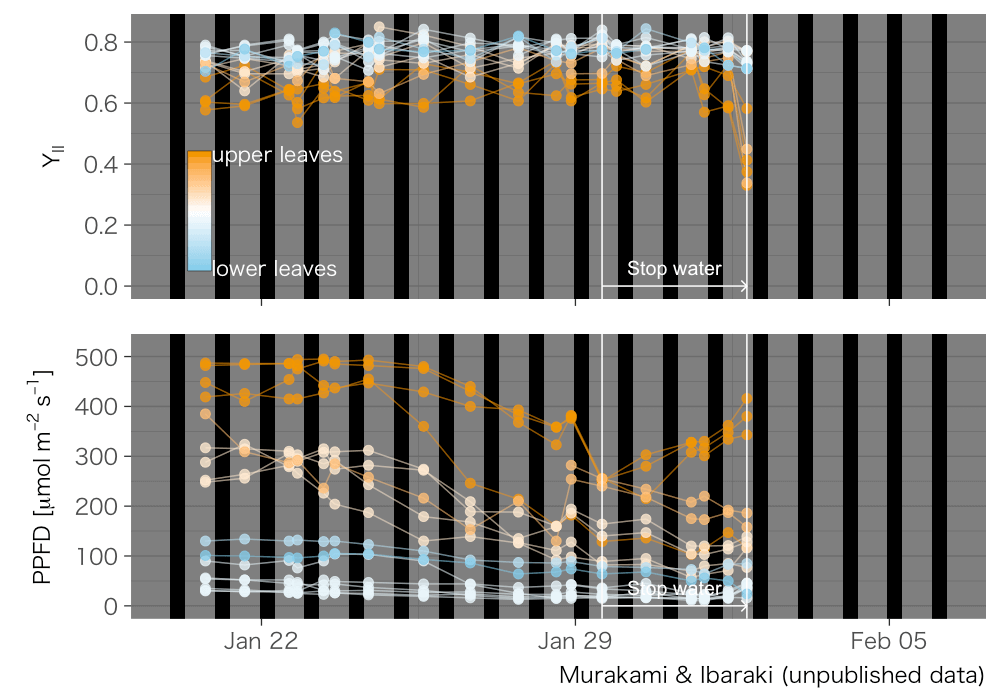 0.8
0.6
0.4
0.2
0.0
Y_II
upper leaves
lower leaves
Stop water
500
400
300
200
100
0
PPFD [μmol m⁻² s⁻¹]
Stop water
Jan 22
Jan 29
Feb 05
Murakami & Ibaraki (unpublished data)